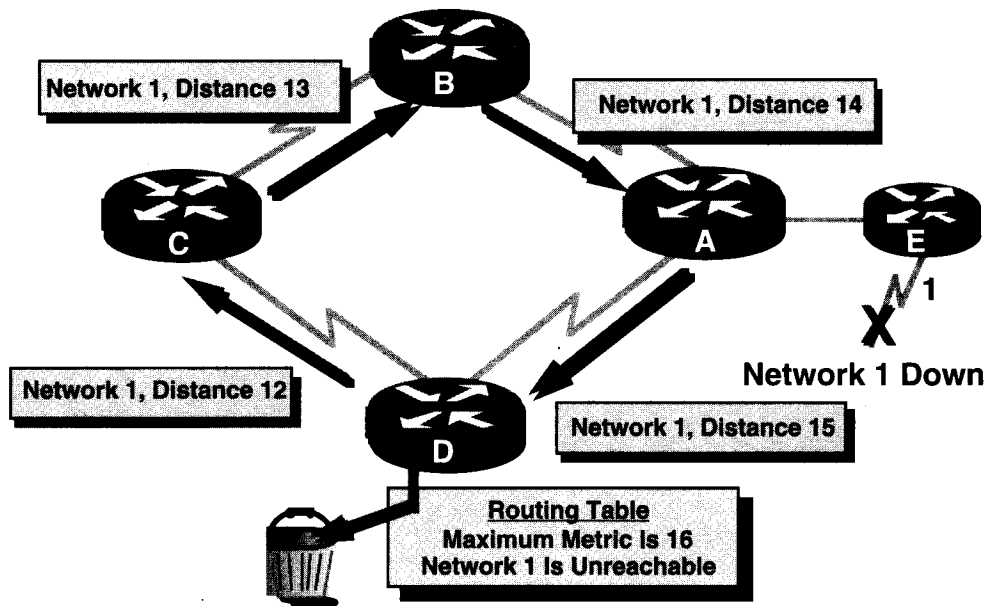 B
Network 1, Distance 13
Network 1, Distance 14
C
A
E
1
Network 1 Down
Network 1, Distance 12
D
Network 1, Distance 15
Routing Table
Maximum Metric is 16
Network 1 Is Unreachable